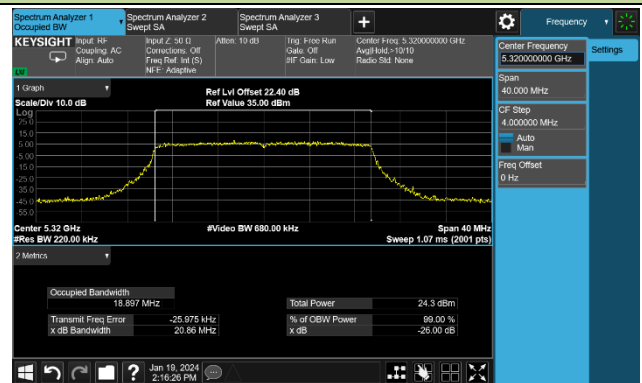 Spectrum Analyzer 1
Occupied BW
Spectrum Analyzer 2
Swept SA
Spectrum Analyzer 3
Swept SA
+
Frequency
KEYSIGHT
Input: RF
Coupling: AC
Align: Auto
Input Z: 50 Ω
Corrections: Off
Freq Ref: Int (S)
NFE: Adaptive
Atten: 10 dB
Trig: Free Run
Gate: Off
#IF Gain: Low
Center Freq: 5.320000000 GHz
Avg|Hold:>10/10
Radio Std: None
Center Frequency
5.320000000 GHz
Settings
Span
40.000 MHz
CF Step
4.000000 MHz
Auto
Man
Freq Offset
0 Hz
1 Graph
Scale/Div 10.0 dB
Ref Lvl Offset 22.40 dB
Ref Value 35.00 dBm
Log
25.0
15.0
5.00
-5.00
-15.0
-25.0
-35.0
-45.0
-55.0
Center 5.32 GHz
#Video BW 680.00 kHz
Span 40 MHz
#Res BW 220.00 kHz
Sweep 1.07 ms (2001 pts)
2 Metrics
Occupied Bandwidth
18.897 MHz
Total Power
24.3 dBm
Transmit Freq Error
-25.975 kHz
% of OBW Power
99.00 %
x dB Bandwidth
20.86 MHz
x dB
-26.00 dB
?
Jan 19, 2024
2:16:26 PM